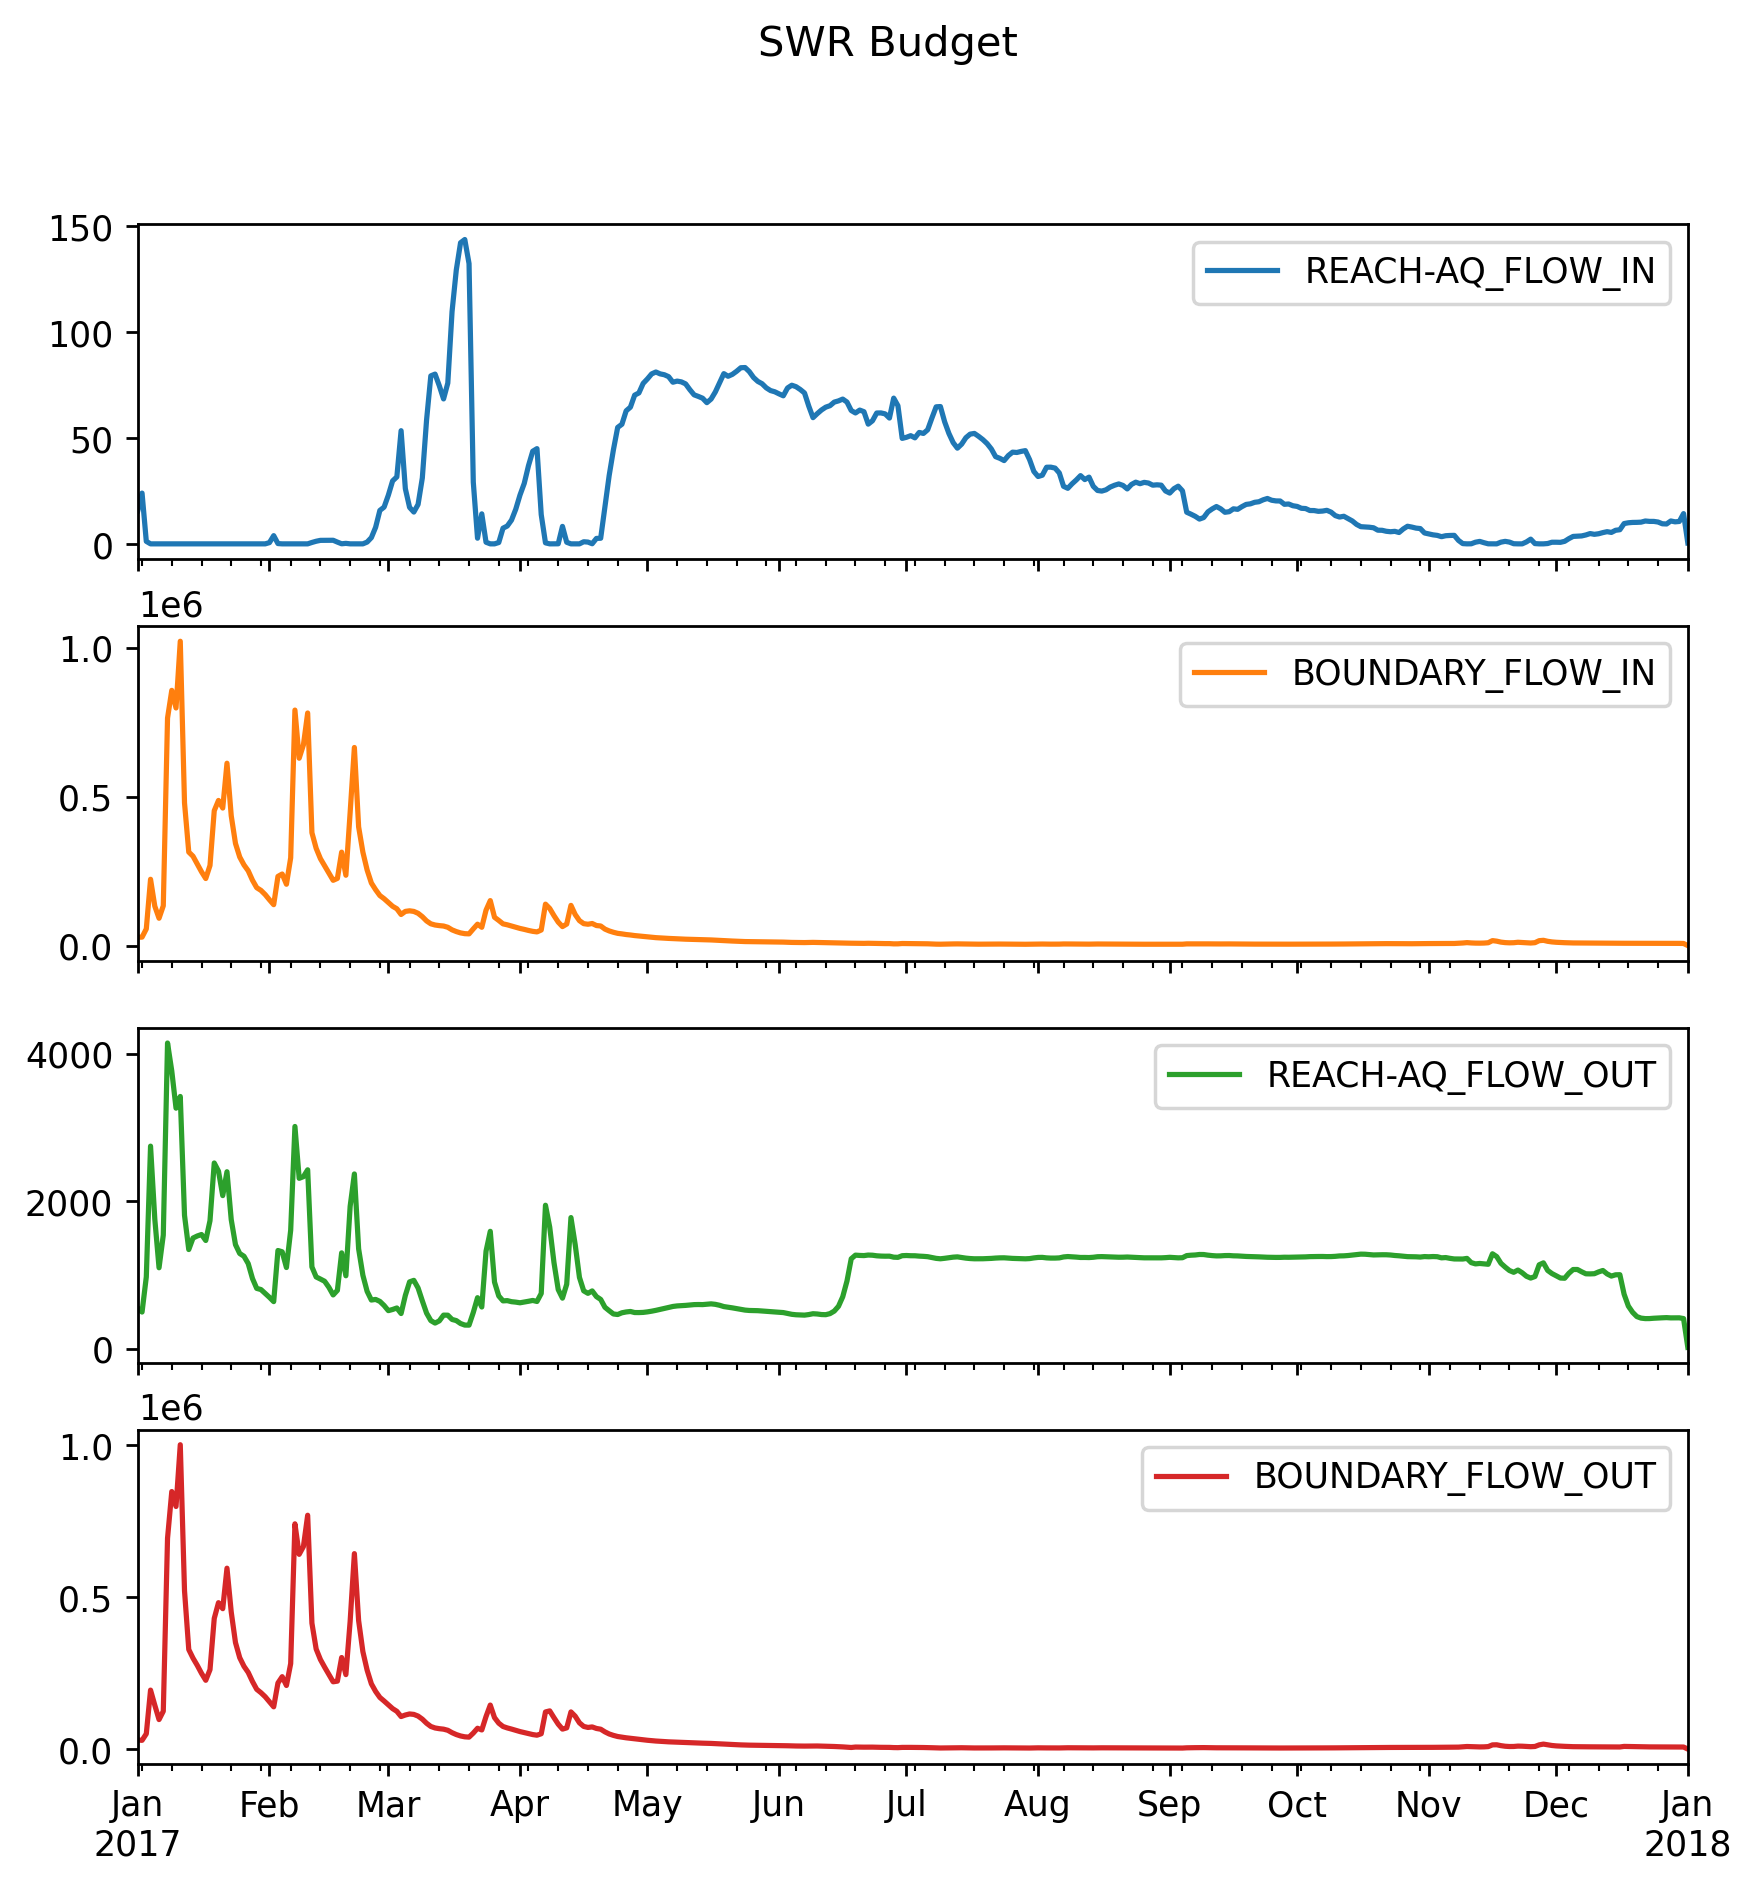 SWR Budget
150
100
50
0
REACH-AQ_FLOW_IN
1e6
1.0
0.5
0.0
BOUNDARY_FLOW_IN
4000
2000
0
REACH-AQ_FLOW_OUT
1e6
1.0
0.5
0.0
BOUNDARY_FLOW_OUT
Jan Feb Mar Apr May Jun Jul Aug Sep Oct Nov Dec Jan
2017 2018